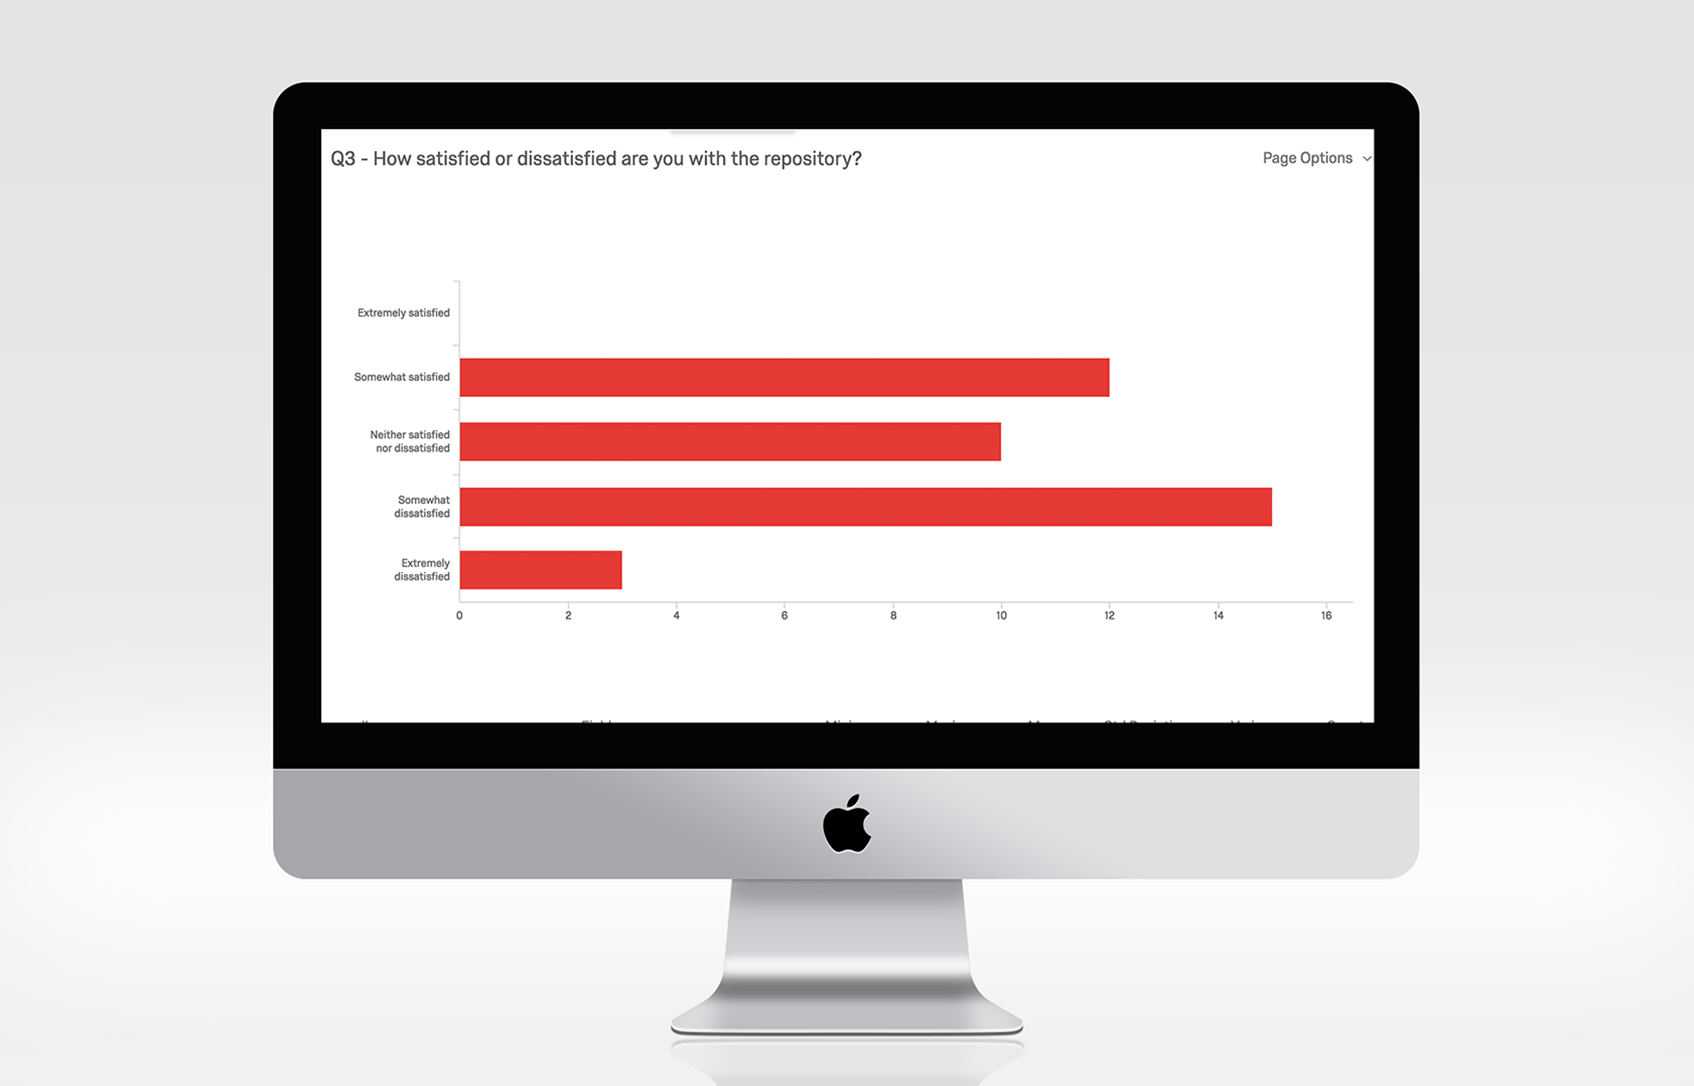 Q3 - How satisfied or dissatisfied are you with the repository?
Page Options
Extremely satisfied
Somewhat satisfied
Neither satisfied
nor dissatisfied
Somewhat
dissatisfied
Extremely
dissatisfied
0 2 4 6 8 10 12 14 16